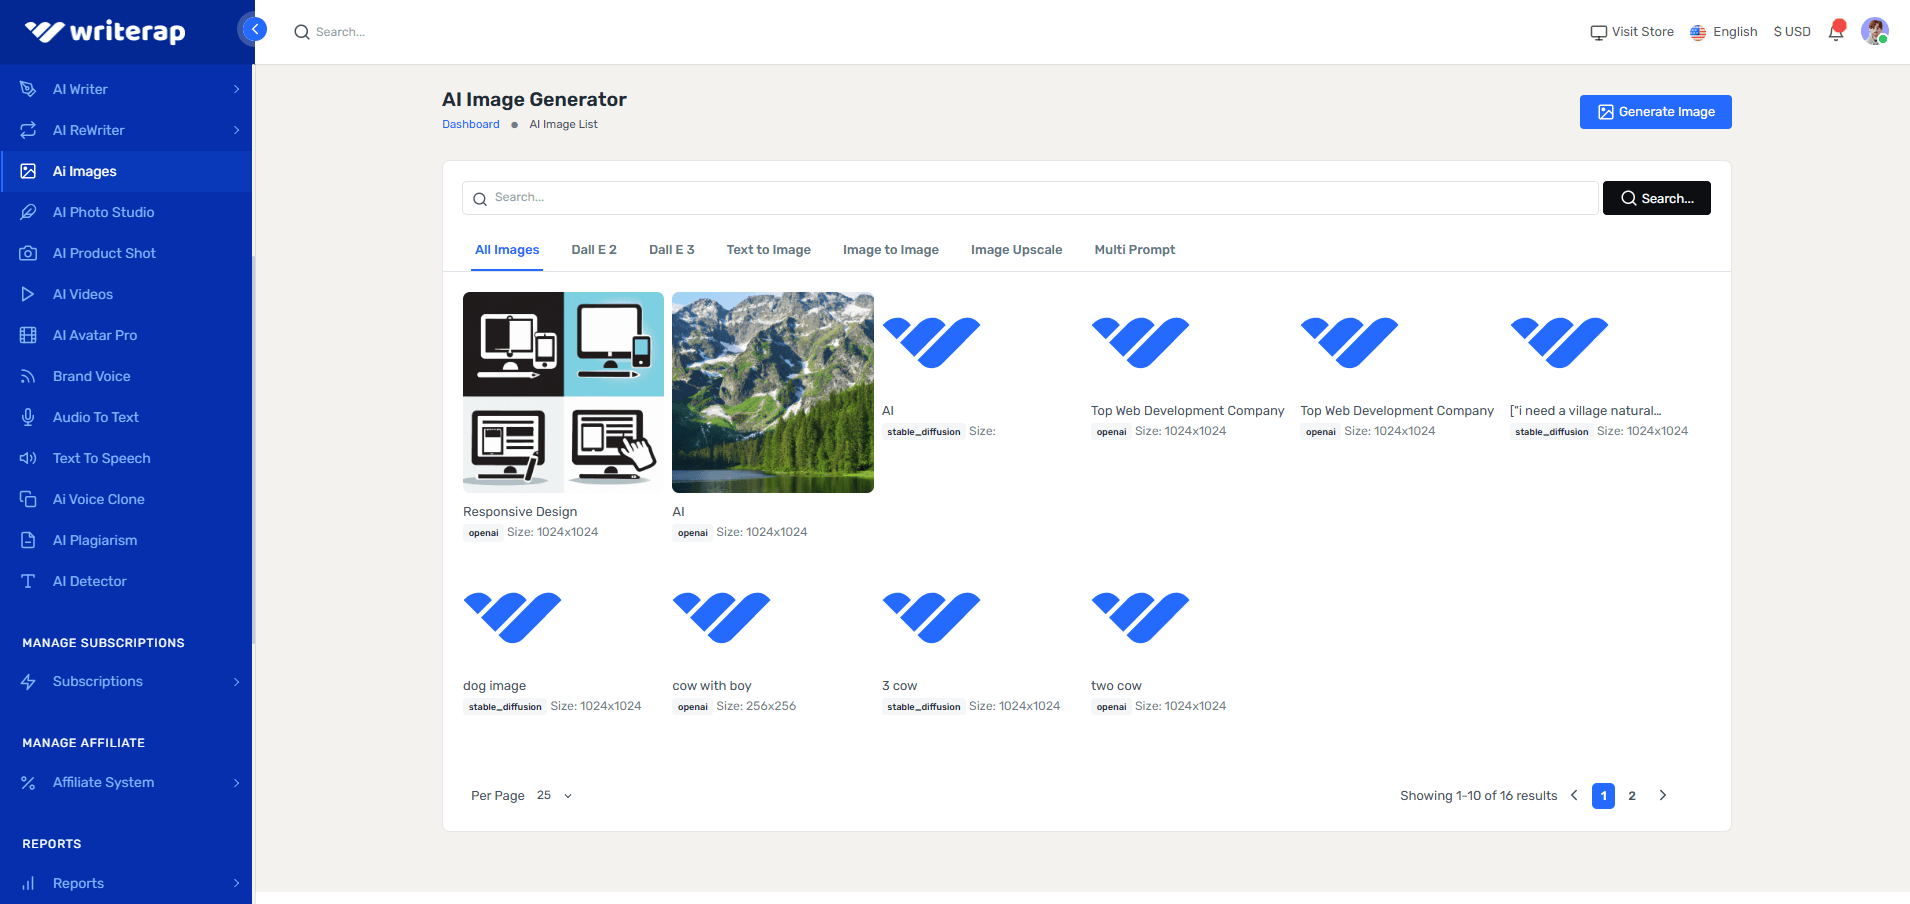 writerap
Search...
Visit Store
English
$ USD
AI Writer
AI ReWriter
Ai Images
AI Photo Studio
AI Product Shot
AI Videos
AI Avatar Pro
Brand Voice
Audio To Text
Text To Speech
Ai Voice Clone
AI Plagiarism
AI Detector
MANAGE SUBSCRIPTIONS
Subscriptions
MANAGE AFFILIATE
Affiliate System
REPORTS
Reports
AI Image Generator
Dashboard ● AI Image List
Generate Image
Search...
Search...
All Images Dall E 2 Dall E 3 Text to Image Image to Image Image Upscale Multi Prompt
Responsive Design
openai Size: 1024x1024
AI
openai Size: 1024x1024
AI
stable_diffusion Size:
Top Web Development Company
openai Size: 1024x1024
Top Web Development Company
openai Size: 1024x1024
["i need a village natural...
stable_diffusion Size: 1024x1024
dog image
stable_diffusion Size: 1024x1024
cow with boy
openai Size: 256x256
3 cow
stable_diffusion Size: 1024x1024
two cow
openai Size: 1024x1024
Per Page 25
Showing 1-10 of 16 results
1 2